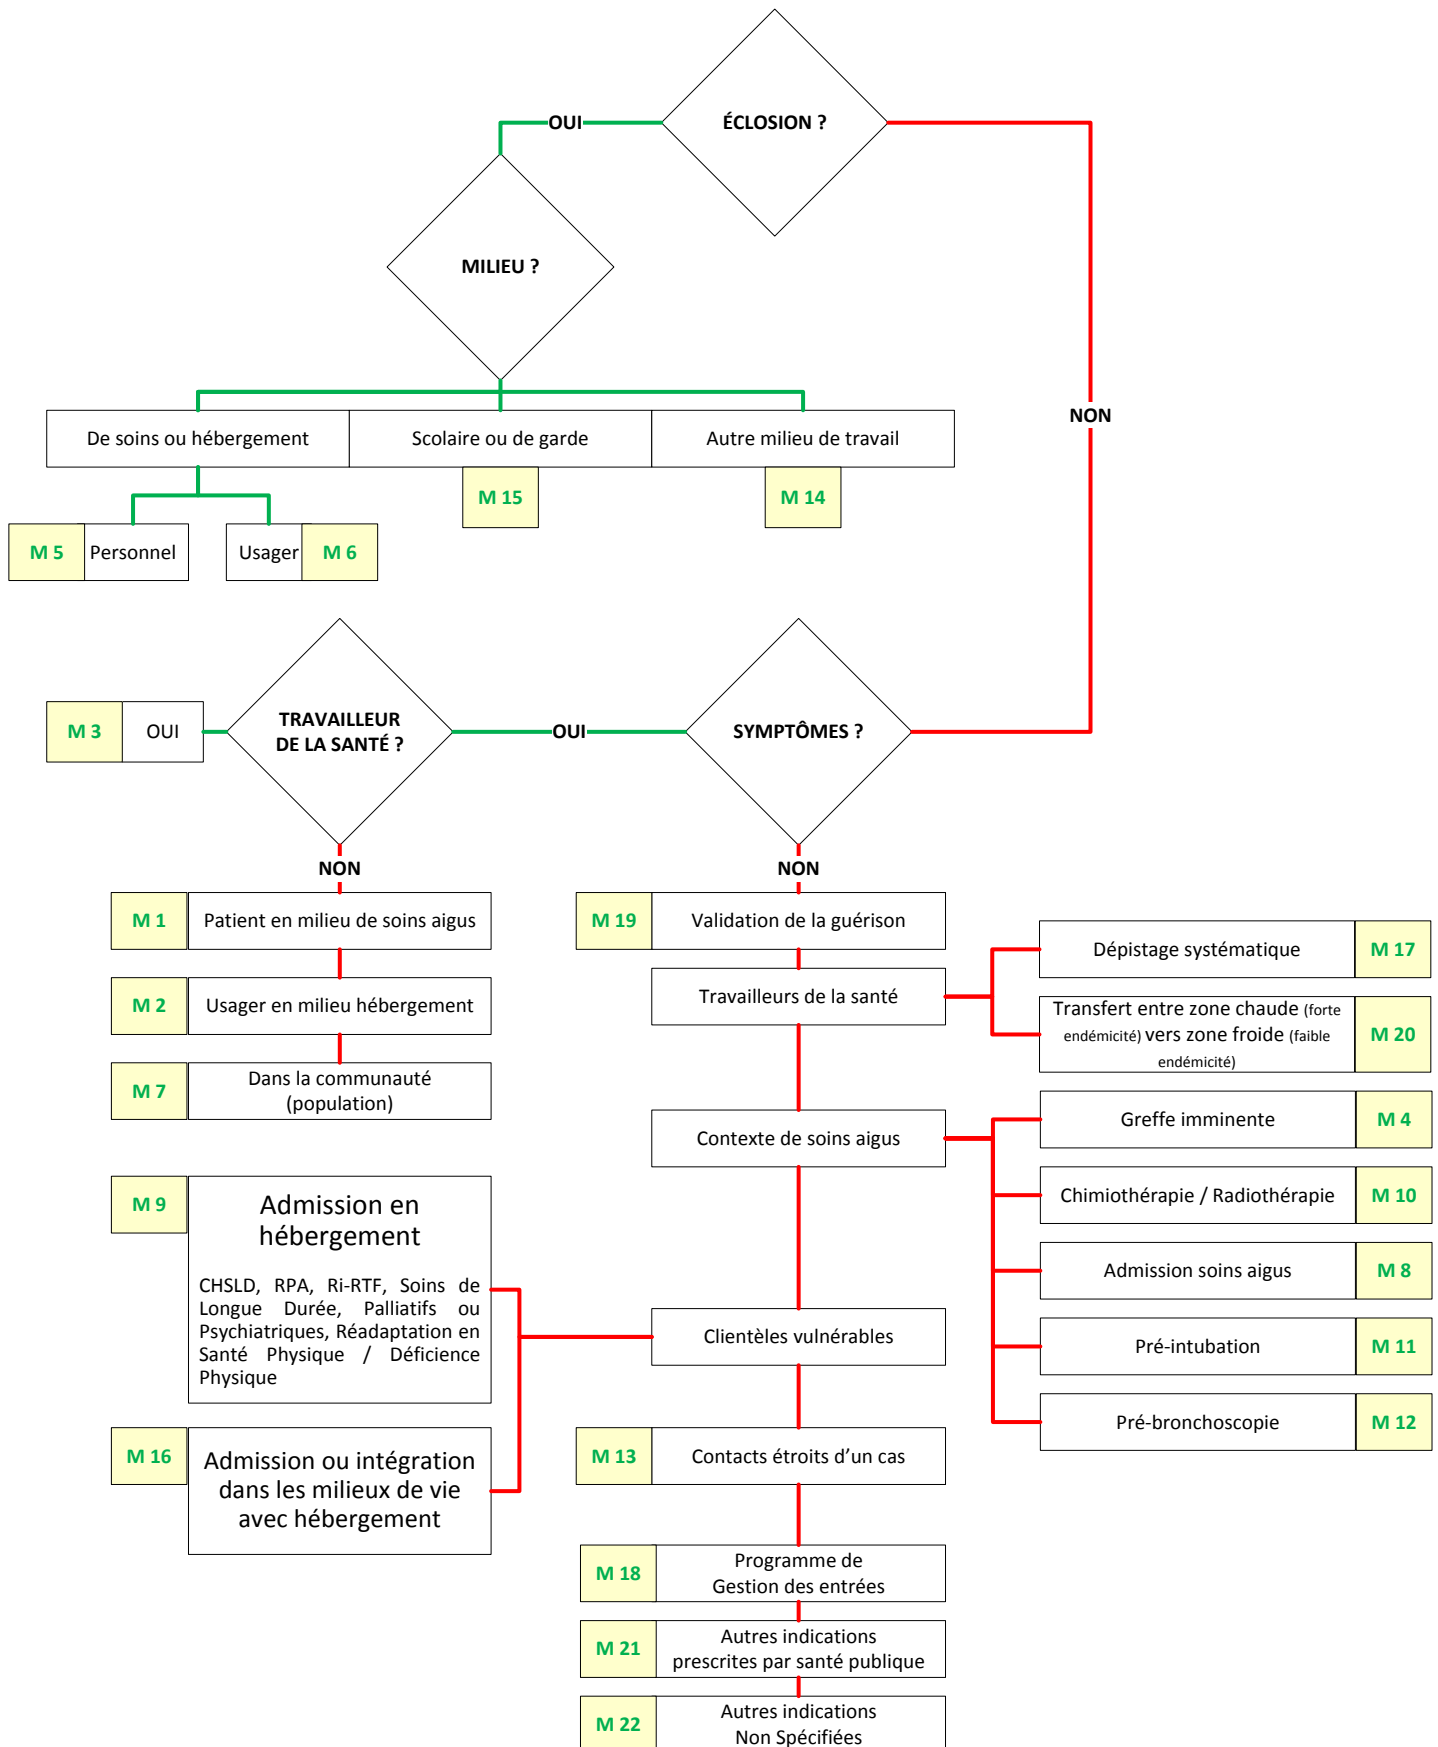 ÉCLOSION ?
OUI
MILIEU ?
NON
De soins ou hébergement
Scolaire ou de garde
Autre milieu de travail
M 15
M 14
M 5
Personnel
Usager
M 6
TRAVAILLEUR
DE LA SANTÉ ?
SYMPTÔMES ?
M 3
OUI
OUI
NON
NON
M 1
Patient en milieu de soins aigus
M 2
Usager en milieu hébergement
M 7
Dans la communauté
(population)
M 19
Validation de la guérison
Travailleurs de la santé
Dépistage systématique
M 17
Transfert entre zone chaude (forte
endémicité) vers zone froide (faible
endémicité)
M 20
Contexte de soins aigus
Greffe imminente
M 4
Chimiothérapie / Radiothérapie
M 10
Admission soins aigus
M 8
Pré-intubation
M 11
Pré-bronchoscopie
M 12
Clientèles vulnérables
M 9
Admission en
hébergement
CHSLD, RPA, Ri-RTF, Soins de
Longue Durée, Palliatifs ou
Psychiatriques, Réadaptation en
Santé Physique / Déficience
Physique
M 16
Admission ou intégration
dans les milieux de vie
avec hébergement
M 13
Contacts étroits d'un cas
M 18
Programme de
Gestion des entrées
M 21
Autres indications
prescrites par santé publique
M 22
Autres indications
Non Spécifiées